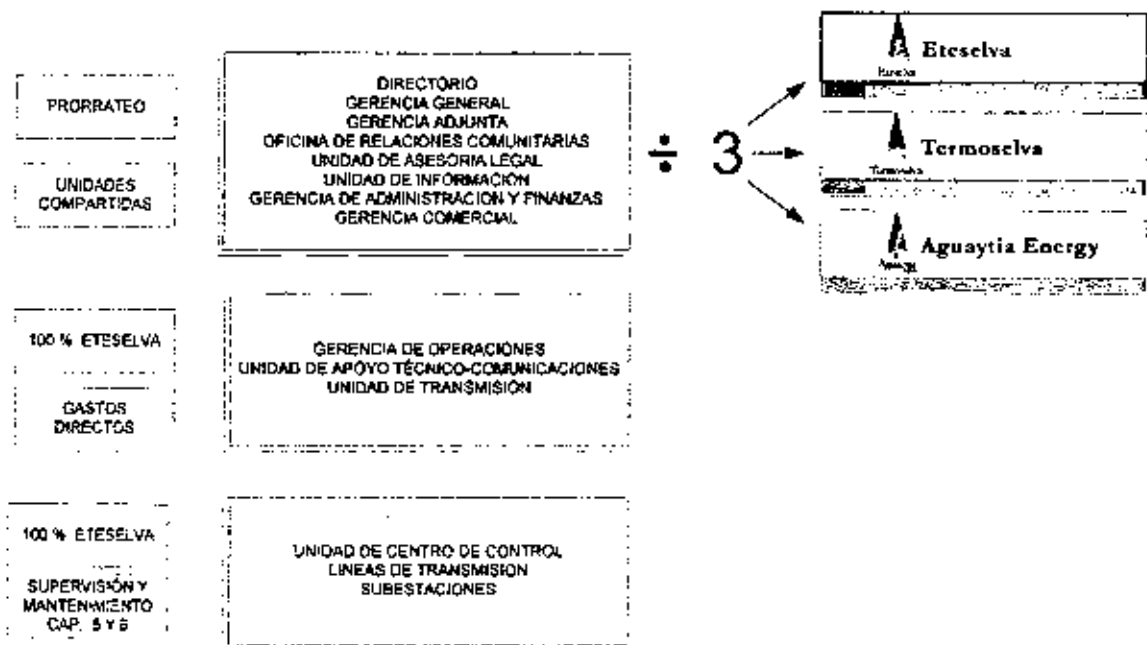 PRORRATEO
UNIDADES
COMPARTIDAS
DIRECTORIO
GERENCIA GENERAL
GERENCIA ADJUNTA
OFICINA DE RELACIONES COMUNITARIAS
UNIDAD DE ASESORIA LEGAL
UNIDAD DE INFORMACIÓN
GERENCIA DE ADMINISTRACION Y FINANZAS
GERENCIA COMERCIAL
÷ 3
Eteselva
Termoselva
Termoselva
Aguaytia Energy
100 % ETESELVA
GASTOS
DIRECTOS
GERENCIA DE OPERACIONES
UNIDAD DE APOYO TÉCNICO-COMUNICACIONES
UNIDAD DE TRANSMISIÓN
100 % ETESELVA
SUPERVISIÓN Y
MANTENIMIENTO
CAP. 5 Y 6
UNIDAD DE CENTRO DE CONTROL
LINEAS DE TRANSMISION
SUBESTACIONES